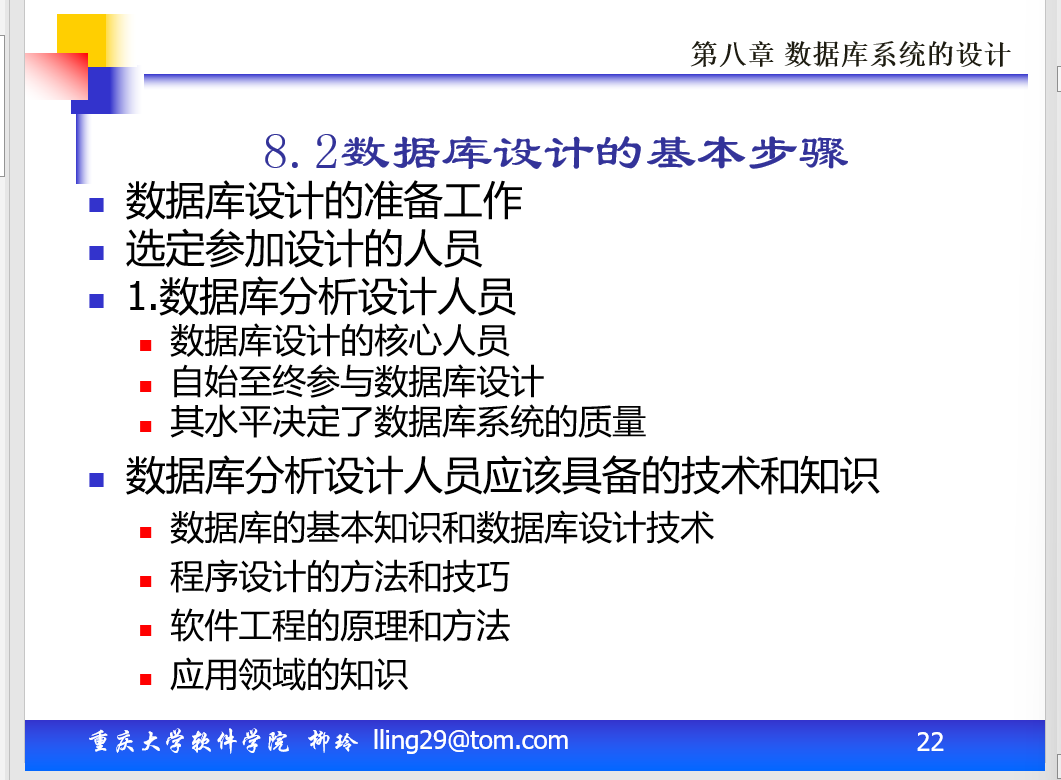 第八章 数据库系统的设计
8.2数据库设计的基本步骤
数据库设计的准备工作
选定参加设计的人员
1.数据库分析设计人员
数据库设计的核心人员
自始至终参与数据库设计
其水平决定了数据库系统的质量
数据库分析设计人员应该具备的技术和知识
数据库的基本知识和数据库设计技术
程序设计的方法和技巧
软件工程的原理和方法
应用领域的知识
重庆大学软件学院 柳玲 lling29@tom.com 22